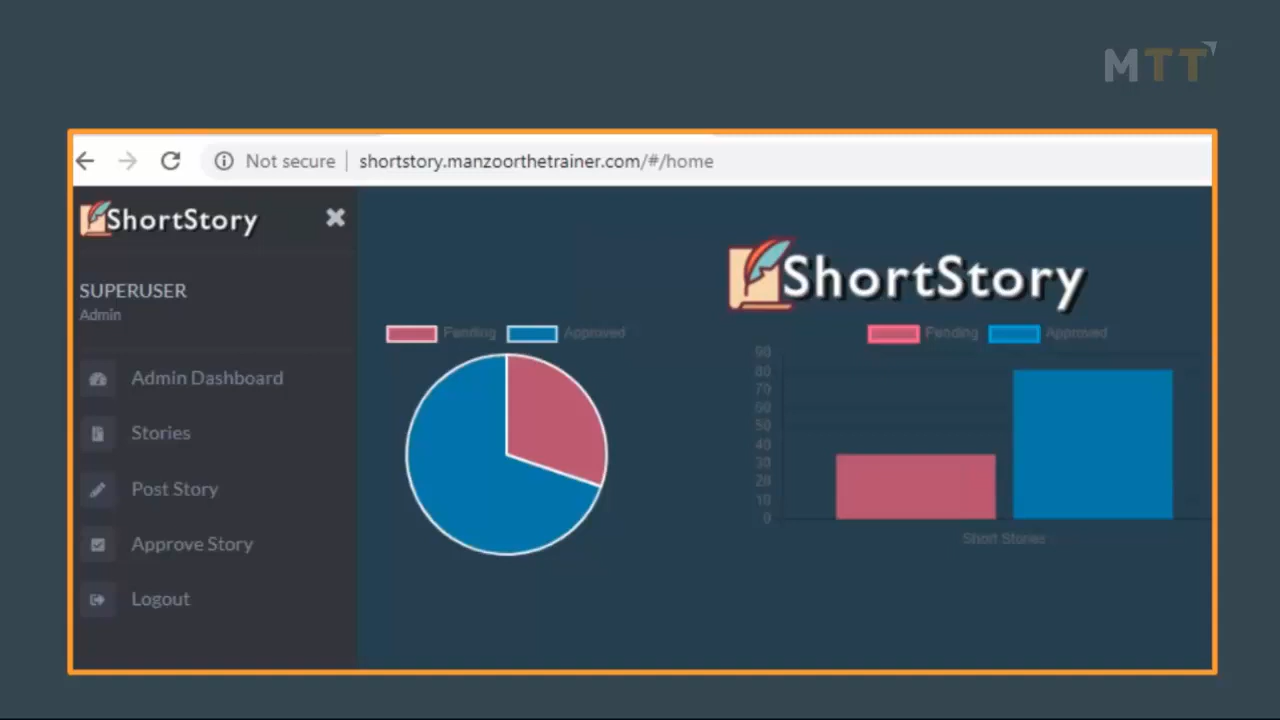 MTT
Not secure | shortstory.manzoorthetrainer.com/#/home
ShortStory
SUPERUSER
Admin
Admin Dashboard
Stories
Post Story
Approve Story
Logout
ShortStory
Pending Approved
Pending Approved
90
80
70
60
50
40
30
20
10
0
Short Stories